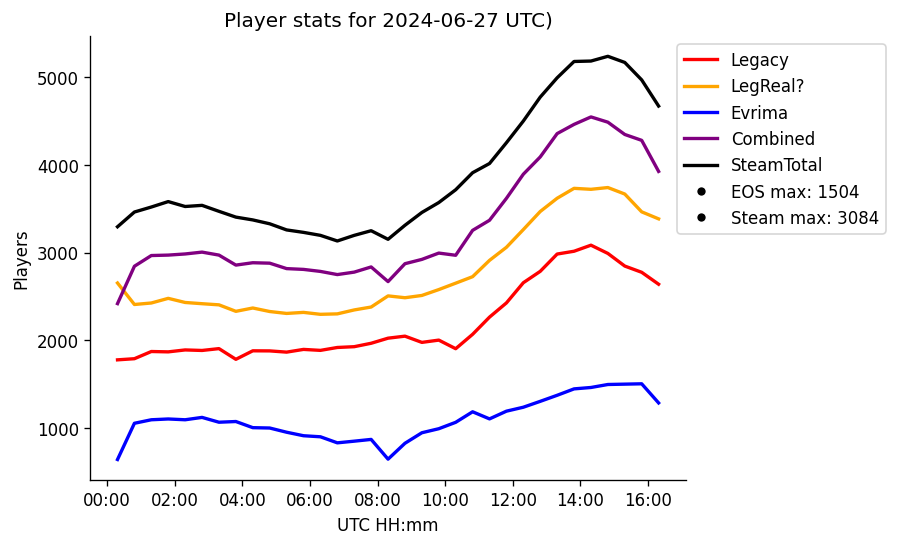 Player stats for 2024-06-27 UTC)
Players
5000
4000
3000
2000
1000
00:00 02:00 04:00 06:00 08:00 10:00 12:00 14:00 16:00
UTC HH:mm
Legacy
LegReal?
Evrima
Combined
SteamTotal
EOS max: 1504
Steam max: 3084